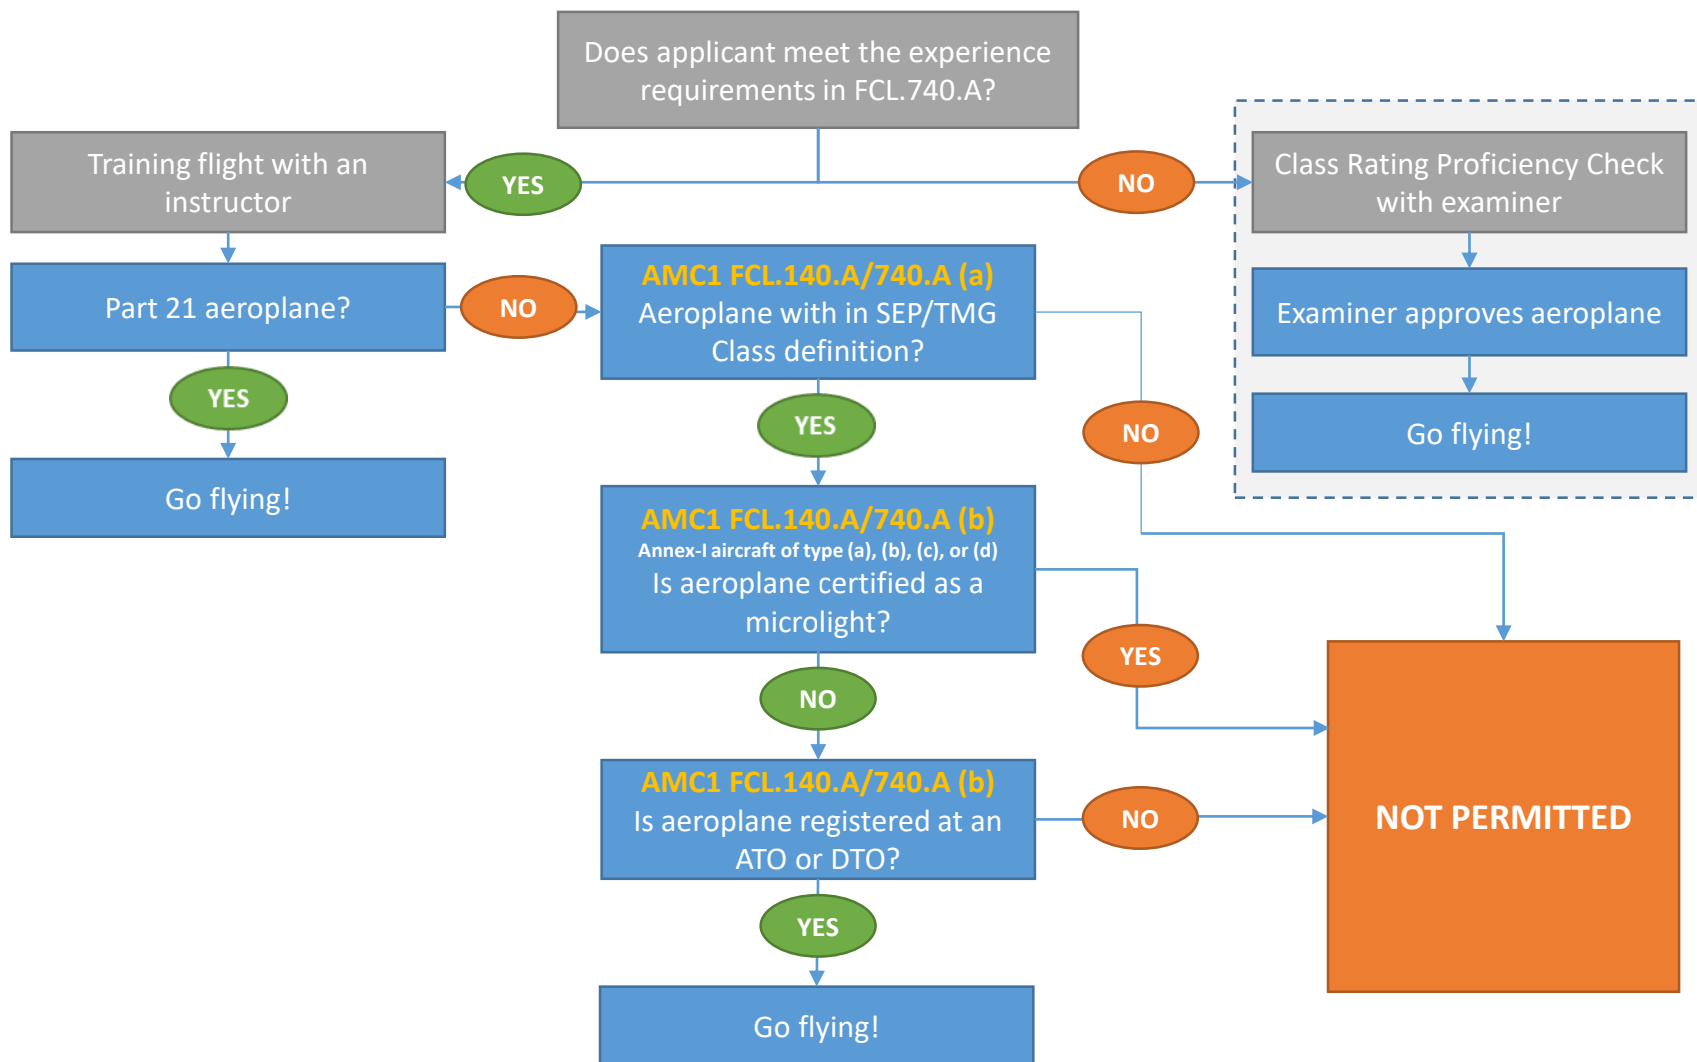 Does applicant meet the experience
requirements in FCL.740.A?
Training flight with an
instructor
YES
NO
Class Rating Proficiency Check
with examiner
Part 21 aeroplane?
NO
AMC1 FCL.140.A/740.A (a)
Aeroplane with in SEP/TMG
Class definition?
Examiner approves aeroplane
YES
YES
NO
Go flying!
Go flying!
AMC1 FCL.140.A/740.A (b)
Annex-I aircraft of type (a), (b), (c), or (d)
Is aeroplane certified as a
microlight?
YES
NO
AMC1 FCL.140.A/740.A (b)
Is aeroplane registered at an
ATO or DTO?
NO
NOT PERMITTED
YES
Go flying!